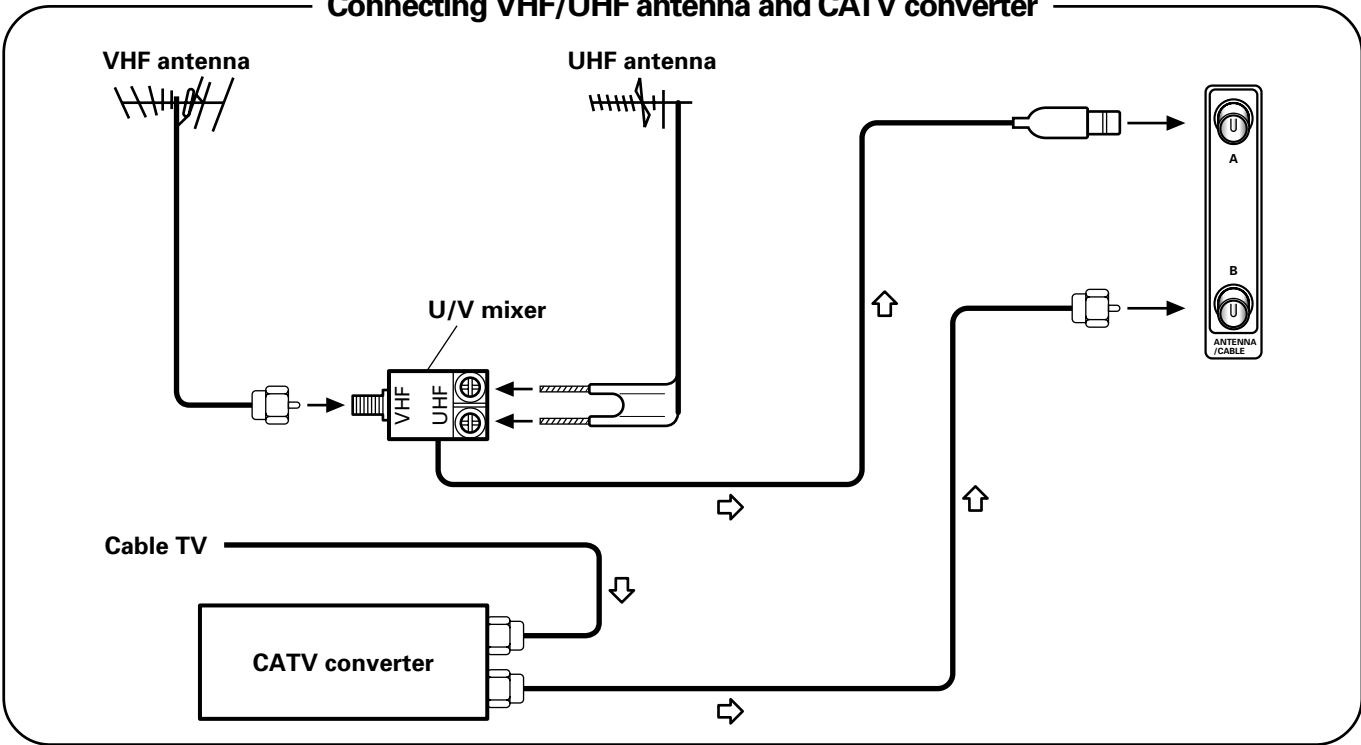 Connecting VHF/UHF antenna and CATV converter
VHF antenna
UHF antenna
A
B
ANTENNA
/CABLE
U/V mixer
VHF
UHF
Cable TV
CATV converter